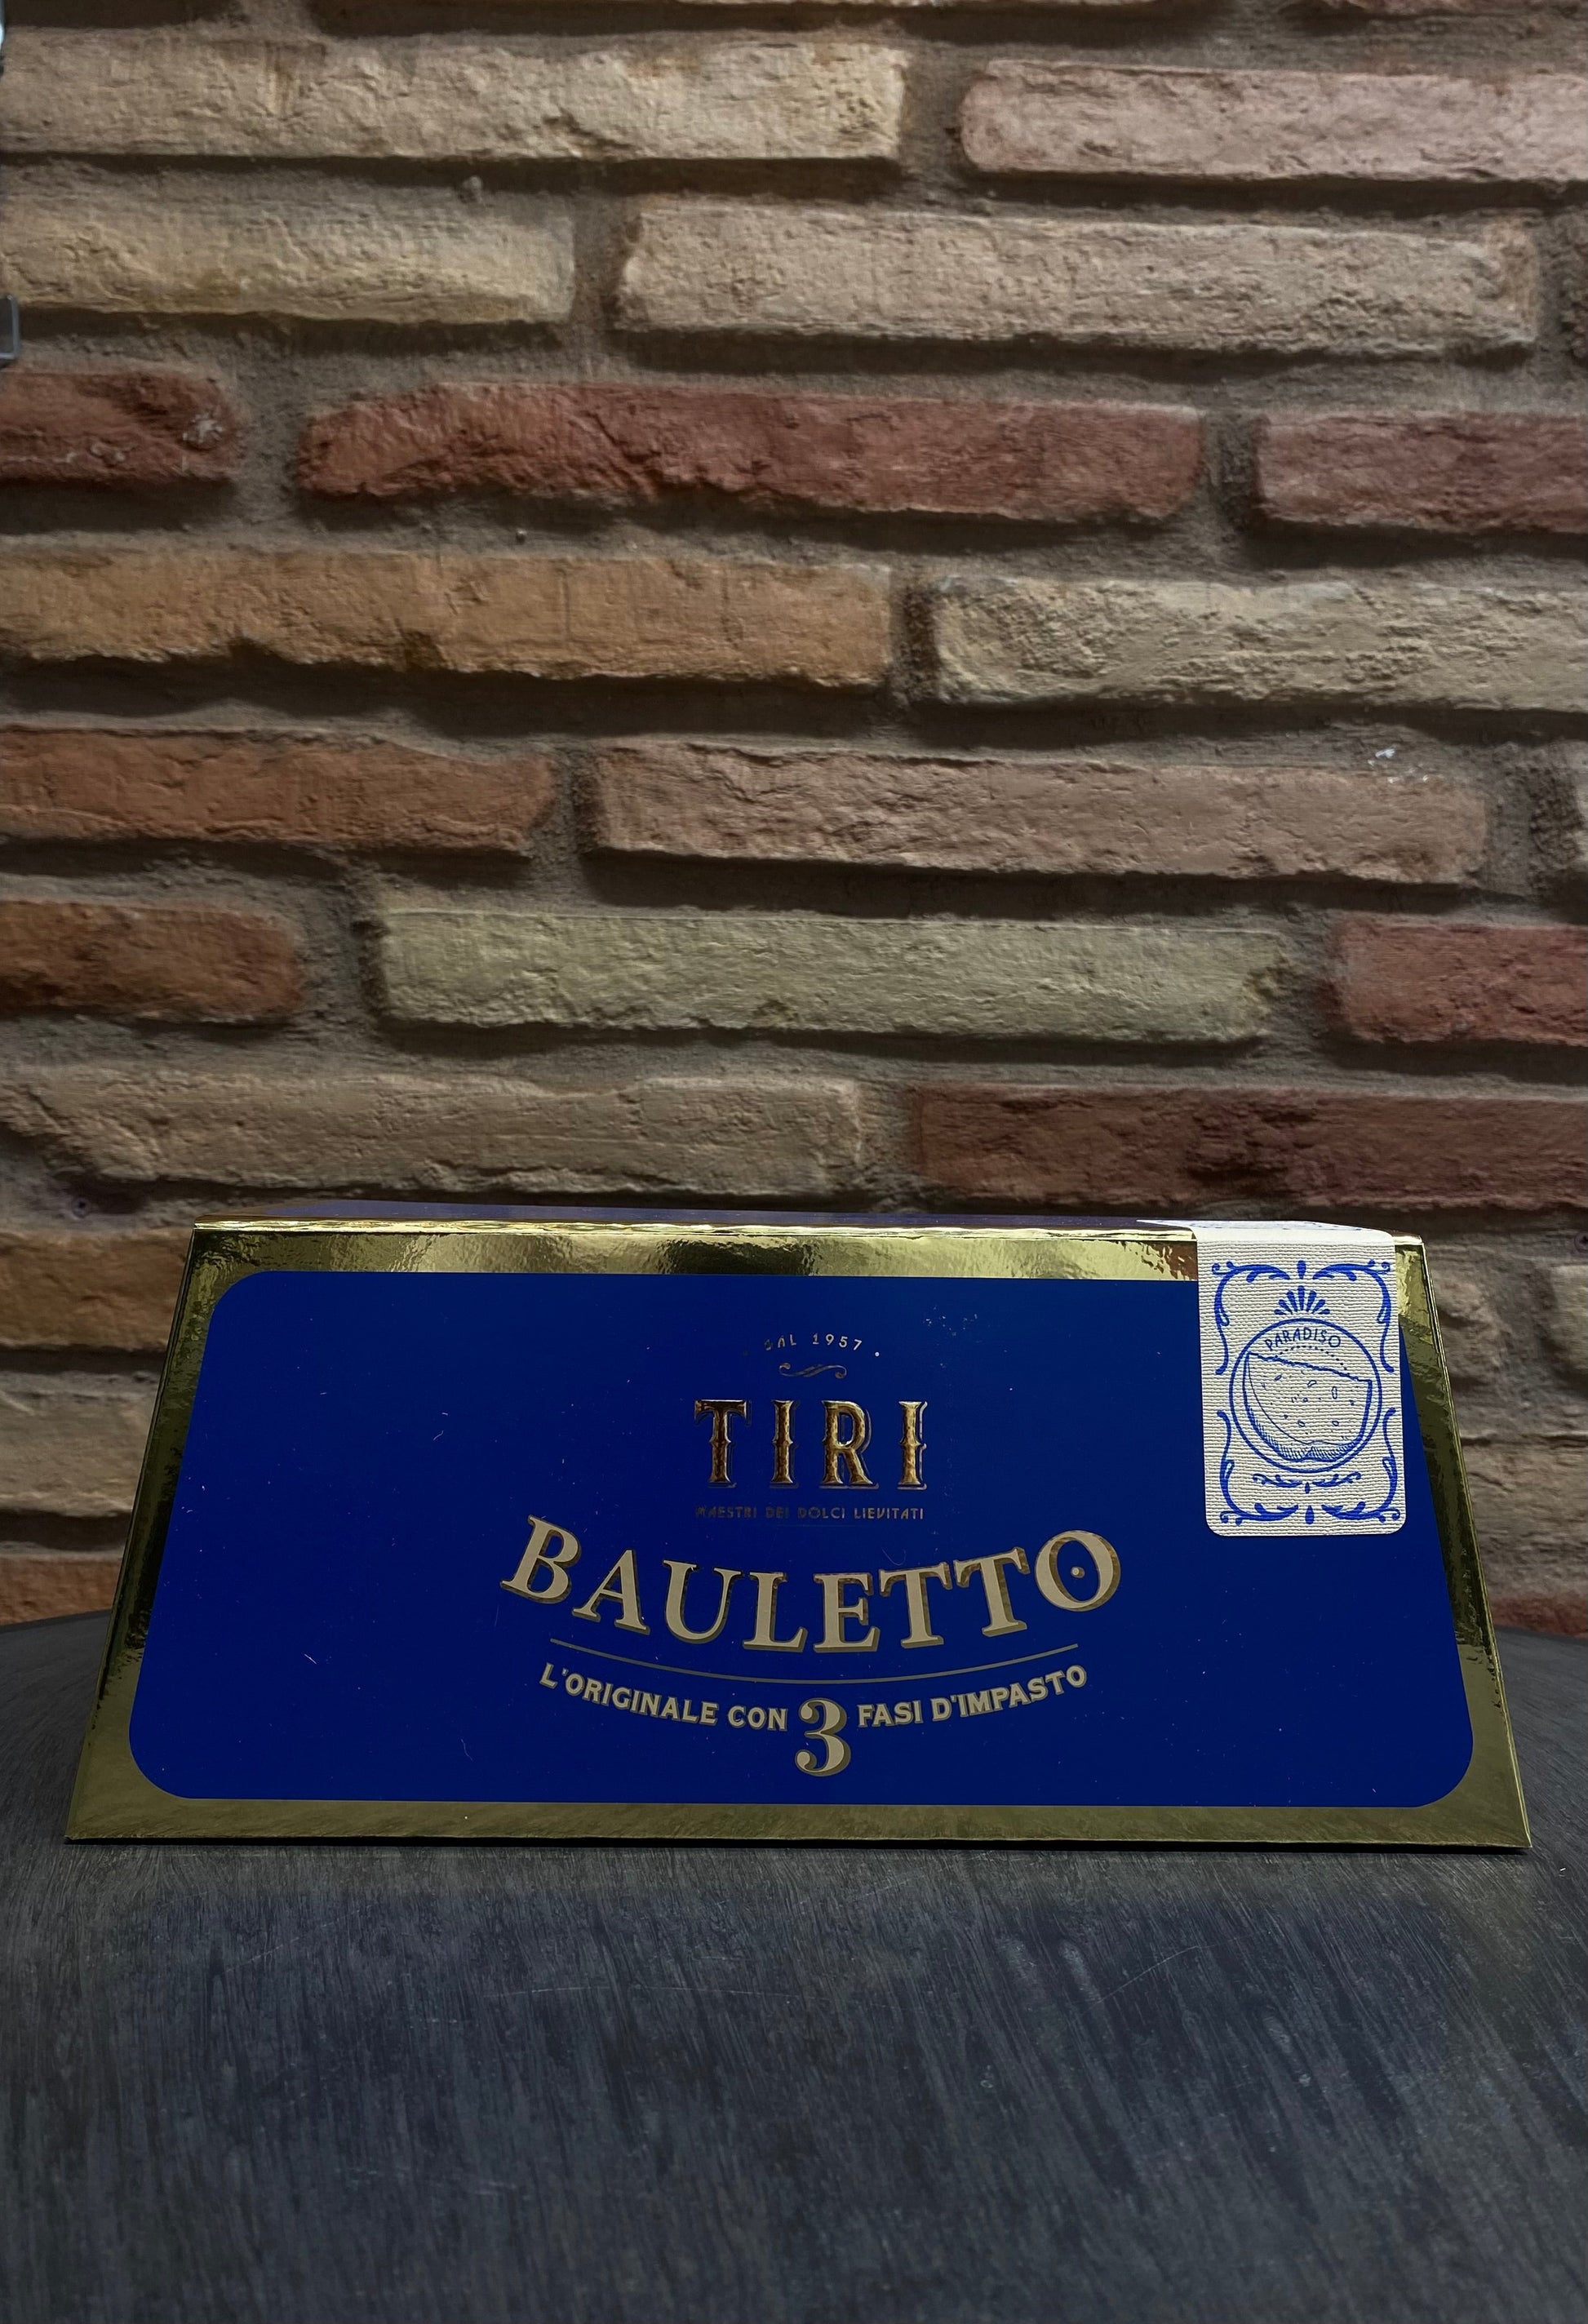 DAL 1957
TIRI
MAESTRI DEI DOLCI LIEVITATI
BAULETTO
L'ORIGINALE CON 3 FASI D'IMPASTO
PARADISO